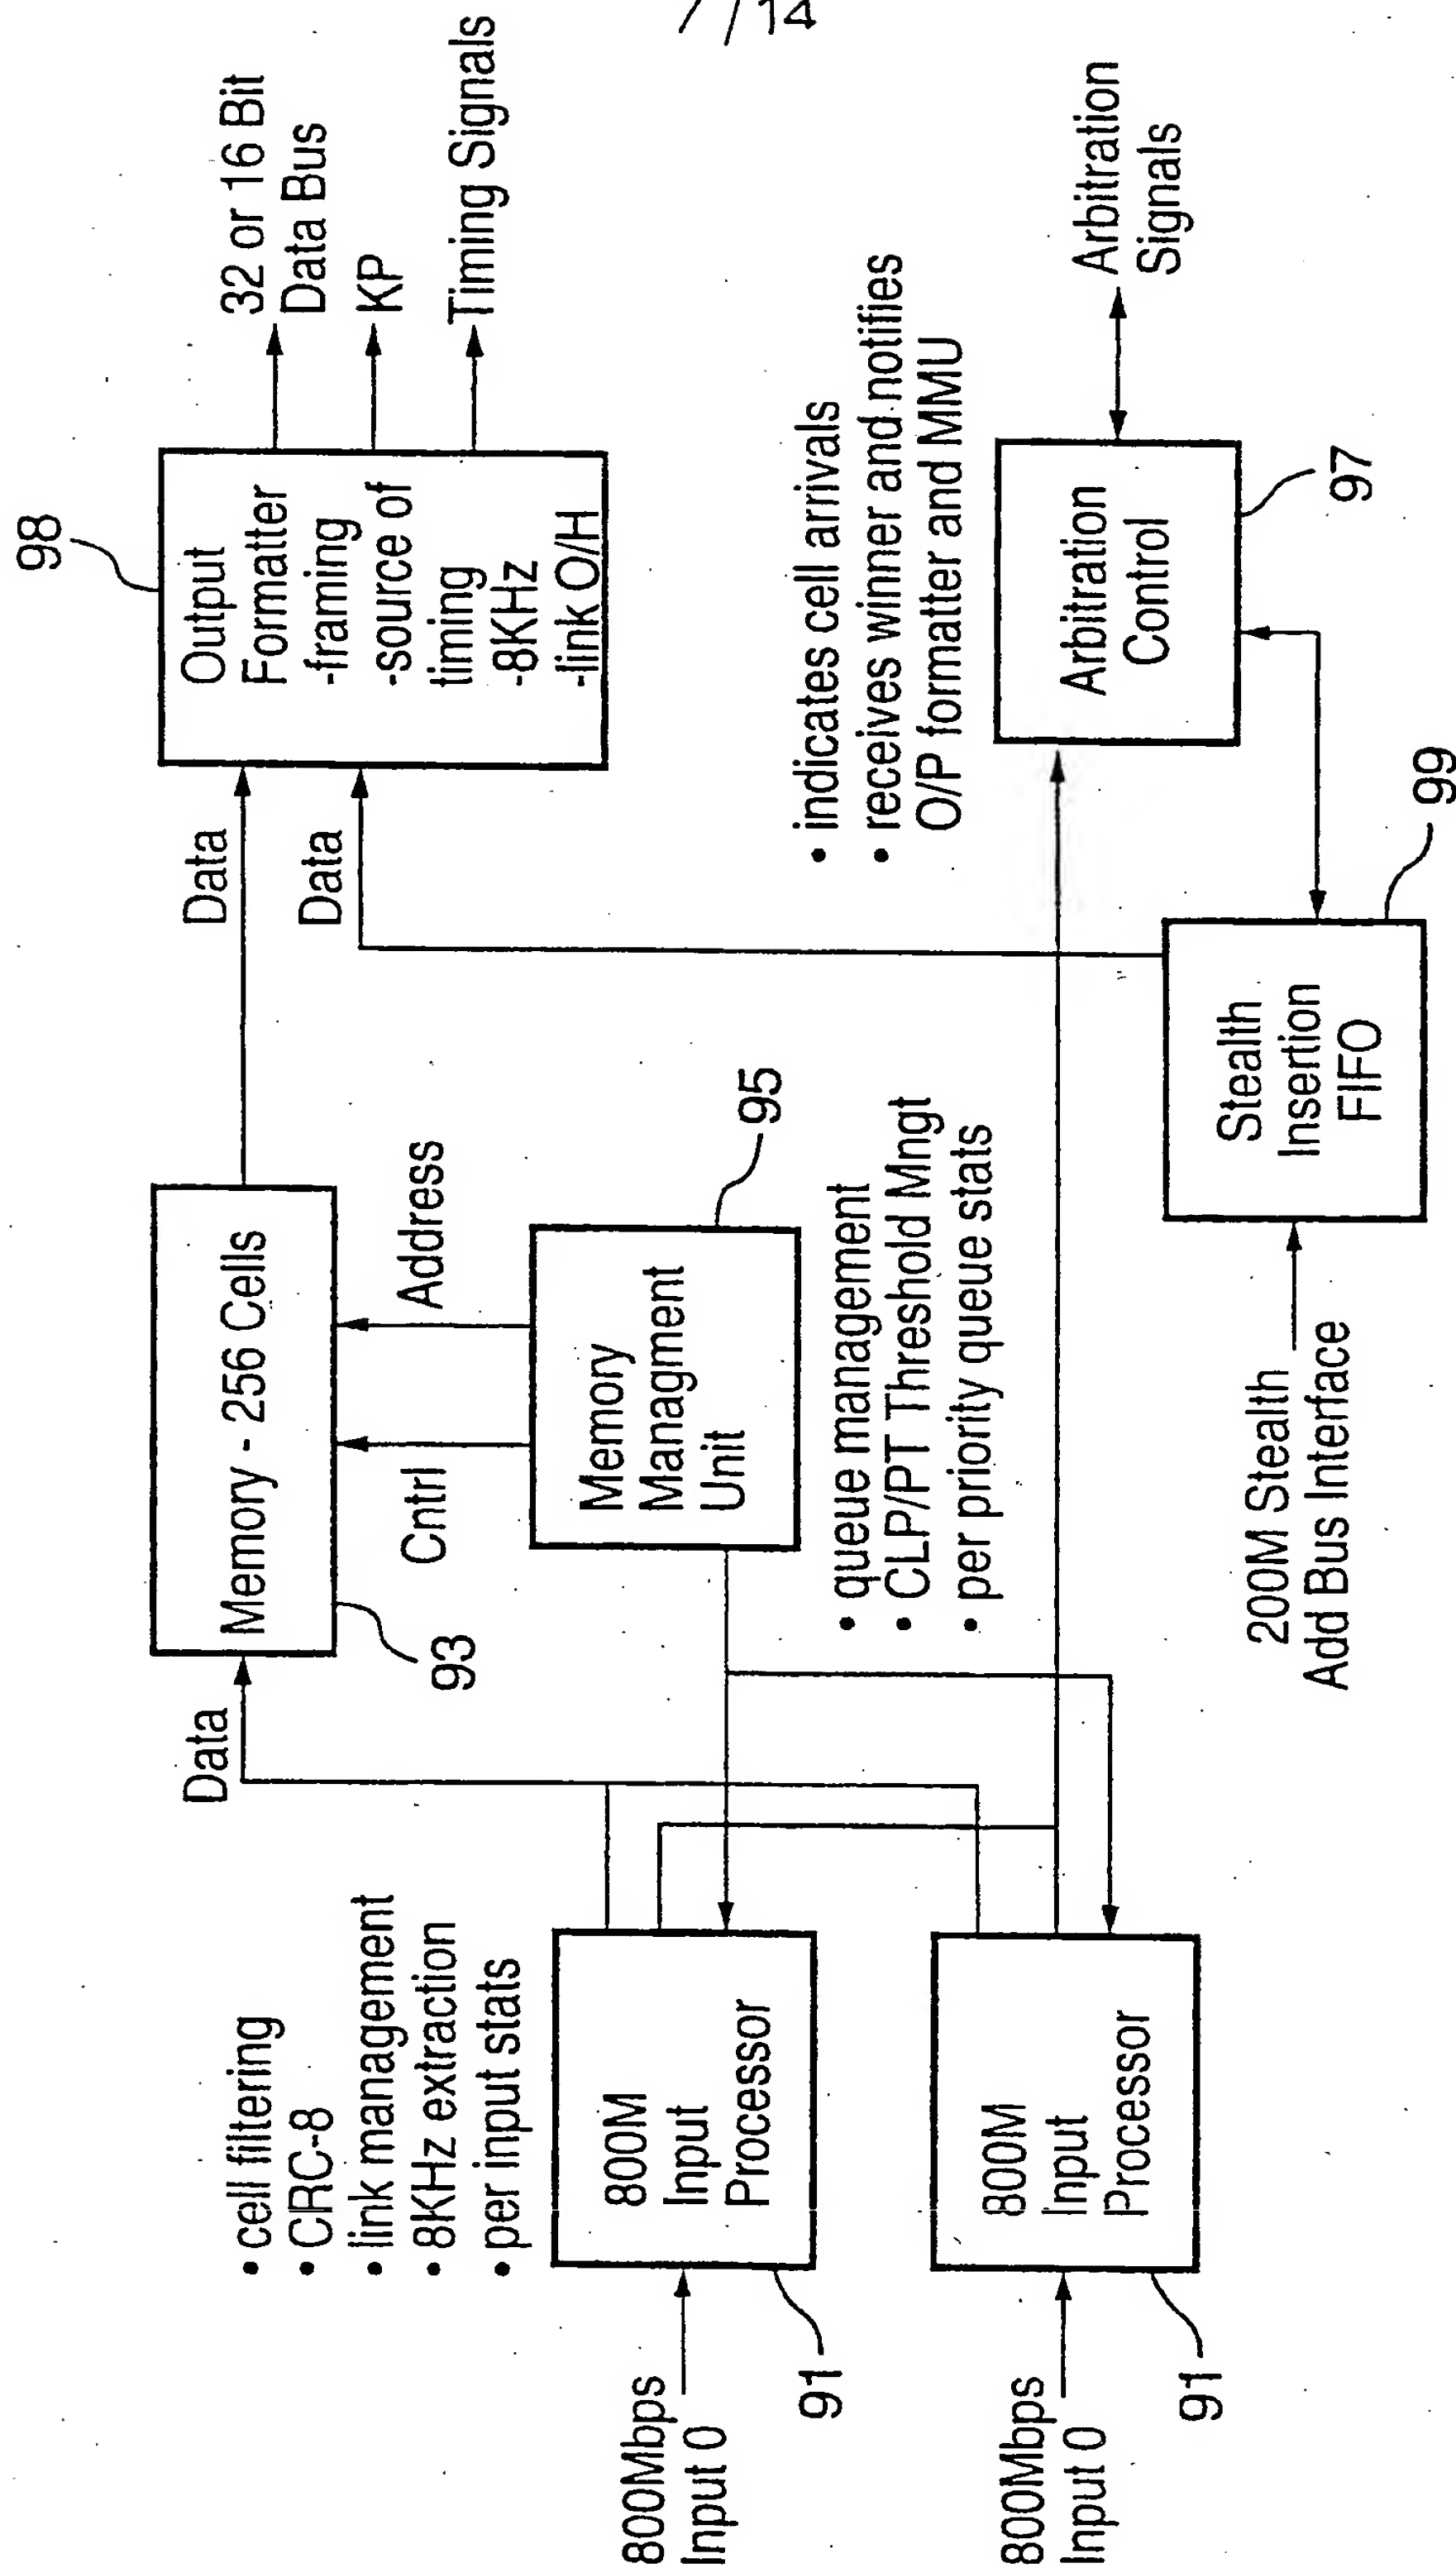 7/14
98
Output
Formatter
-framing
-source of
timing
-8KHz
-link O/H
32 or 16 Bit
Data Bus
KP
Timing Signals
Data
Data
Memory - 256 Cells
93
Data
Cntrl
Address
Memory
Managment
Unit
95
• queue management
• CLP/PT Threshold Mngt
• per priority queue stats
• indicates cell arrivals
• receives winner and notifies
O/P formatter and MMU
Arbitration
Control
97
Arbitration
Signals
• cell filtering
• CRC-8
• link management
• 8KHz extraction
• per input stats
800M
Input
Processor
91
800Mbps
Input 0
800M
Input
Processor
91
800Mbps
Input 0
Stealth
Insertion
FIFO
99
200M Stealth
Add Bus Interface